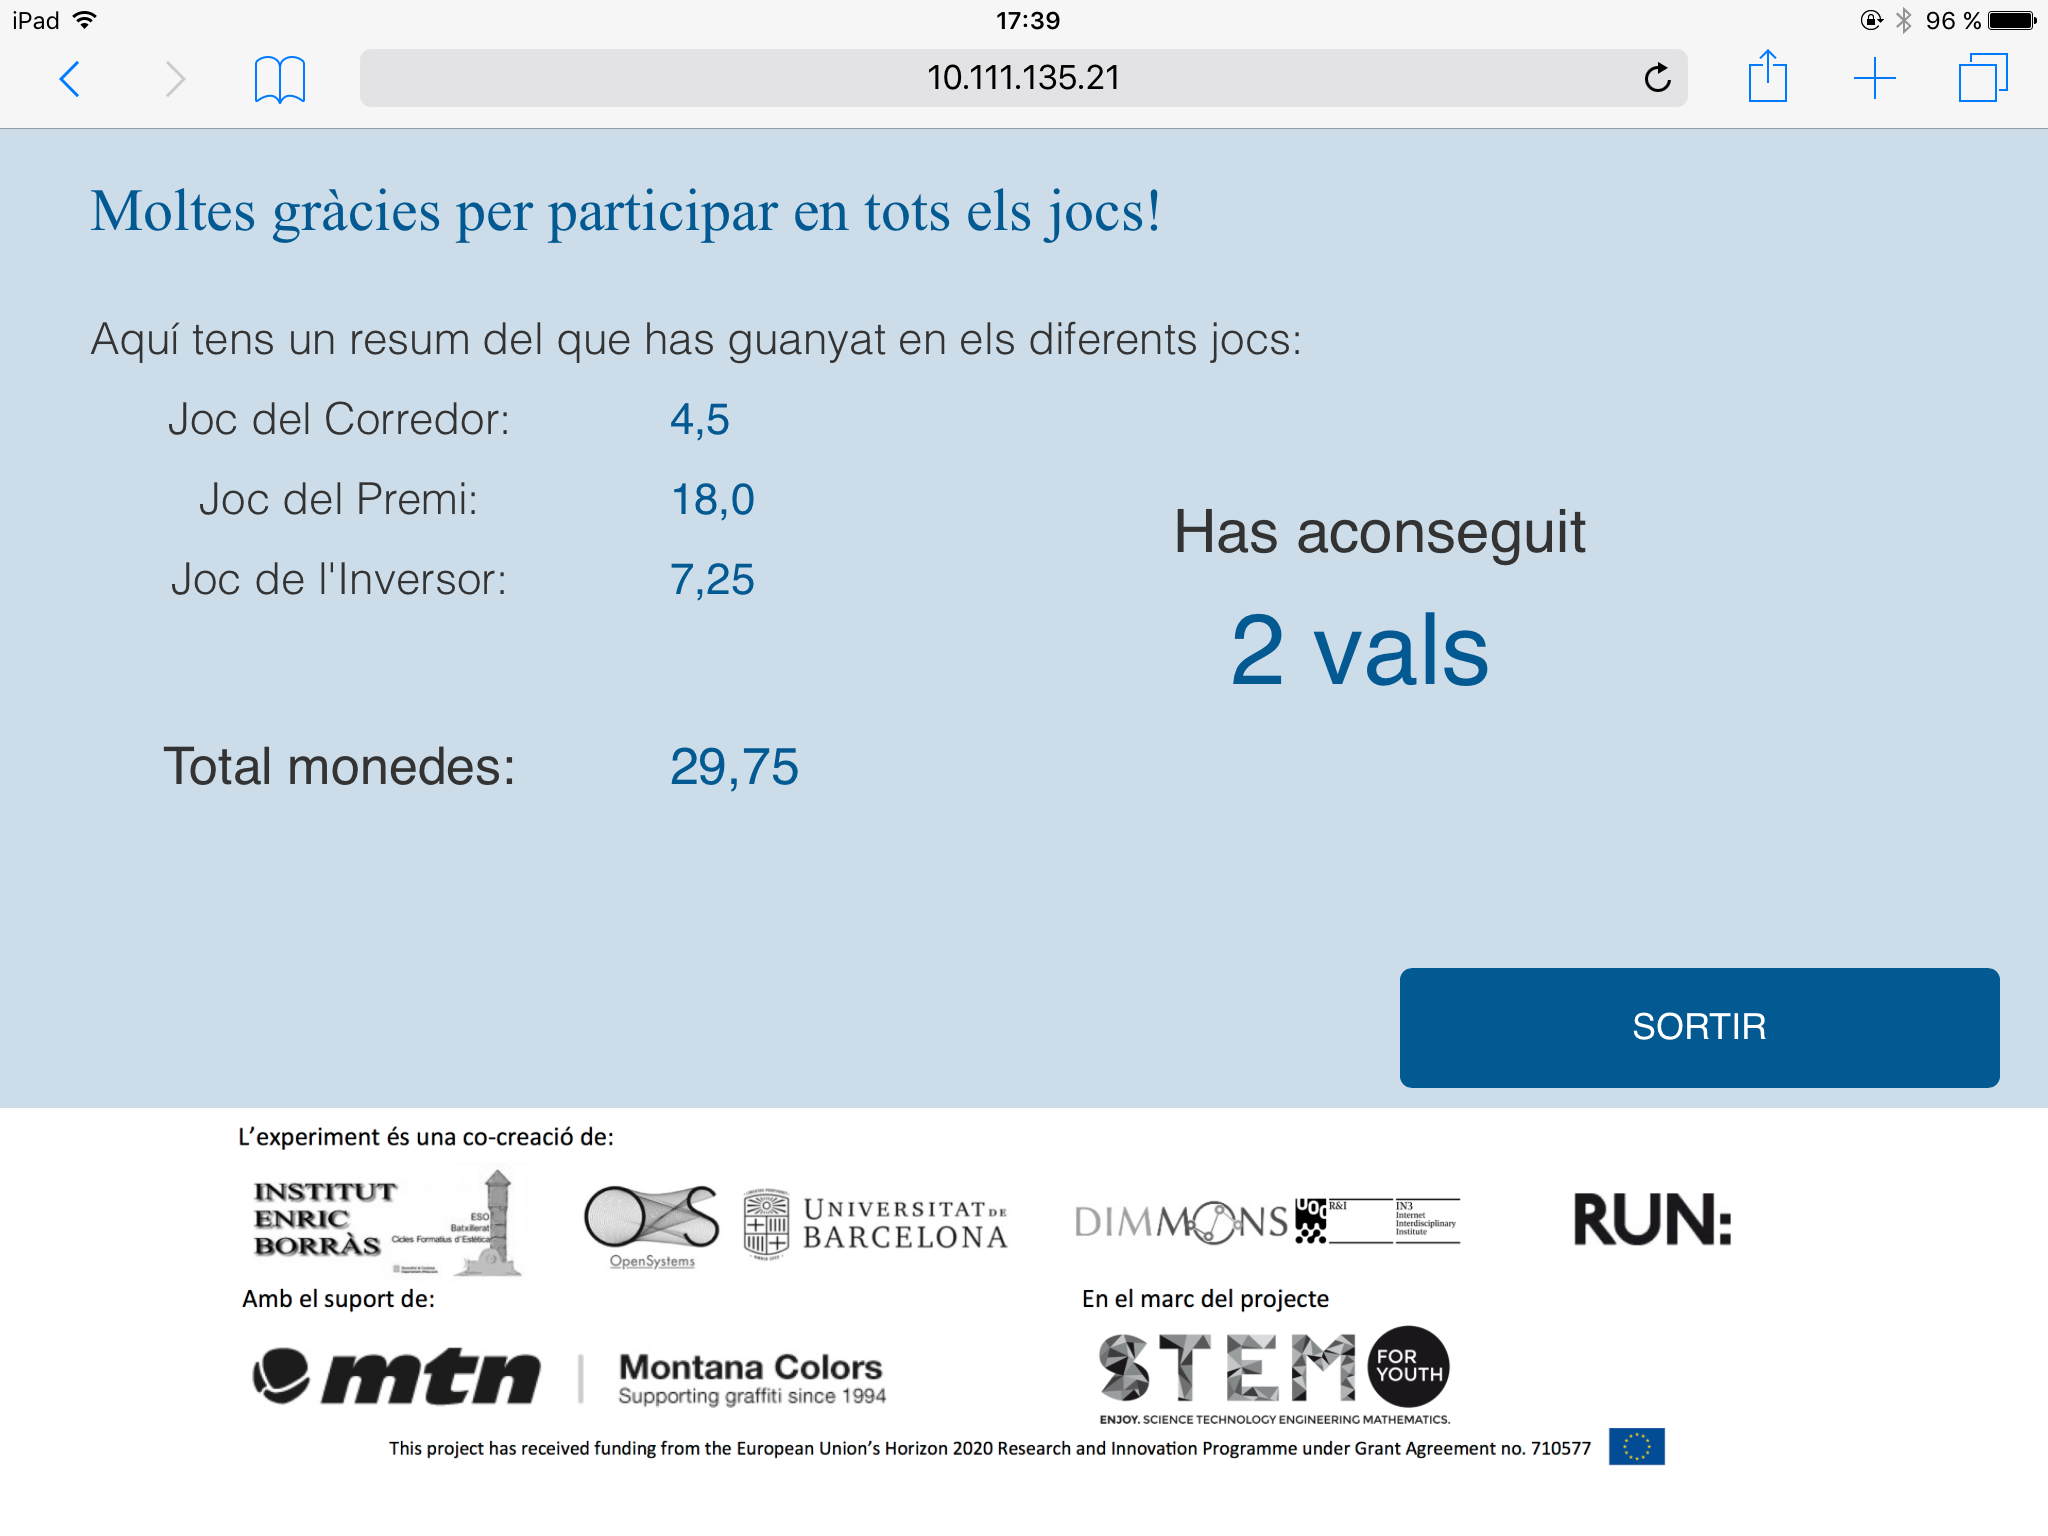 iPad 17:39 96 %
10.111.135.21
Moltes gràcies per participar en tots els jocs!
Aquí tens un resum del que has guanyat en els diferents jocs:
Joc del Corredor: 4,5
Joc del Premi: 18,0
Joc de l'Inversor: 7,25
Has aconseguit
2 vals
Total monedes: 29,75
SORTIR
L'experiment és una co-creació de:
INSTITUT
ENRIC
BORRÀS
ESO
Batxillerat
Cicles Formatius d'Estètica
OpenSystems
UNIVERSITAT DE
BARCELONA
DIMMONS
UOC
R&I
IN3
Internet
Interdisciplinary
Institute
RUN:
Amb el suport de:
mtn
Montana Colors
Supporting graffiti since 1994
En el marc del projecte
STEM
FOR
YOUTH
ENJOY. SCIENCE TECHNOLOGY ENGINEERING MATHEMATICS.
This project has received funding from the European Union's Horizon 2020 Research and Innovation Programme under Grant Agreement no. 710577